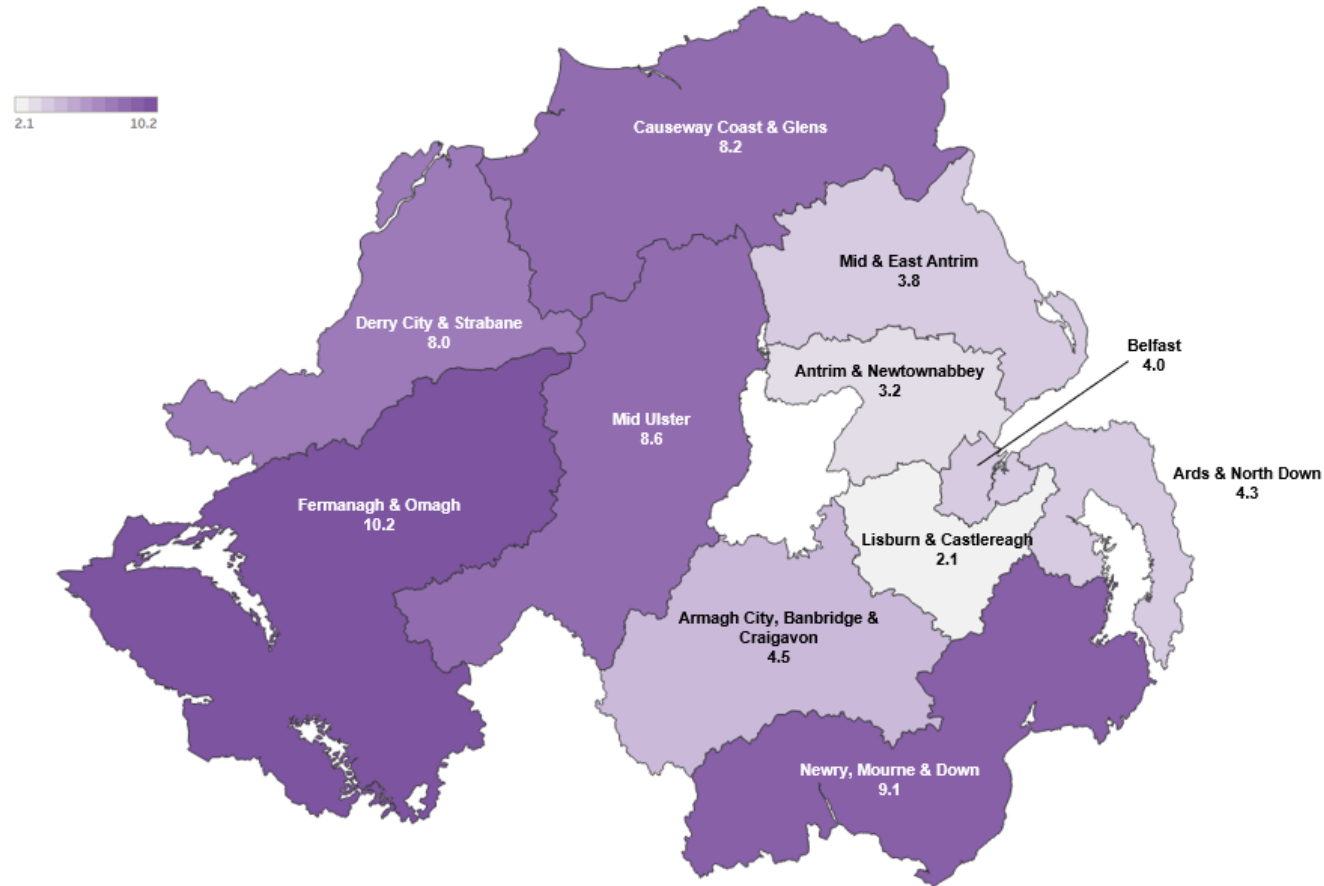 2.1 10.2
Causeway Coast & Glens
8.2
Mid & East Antrim
3.8
Derry City & Strabane
8.0
Belfast
4.0
Antrim & Newtownabbey
3.2
Mid Ulster
8.6
Ards & North Down
4.3
Fermanagh & Omagh
10.2
Lisburn & Castlereagh
2.1
Armagh City, Banbridge &
Craigavon
4.5
Newry, Mourne & Down
9.1